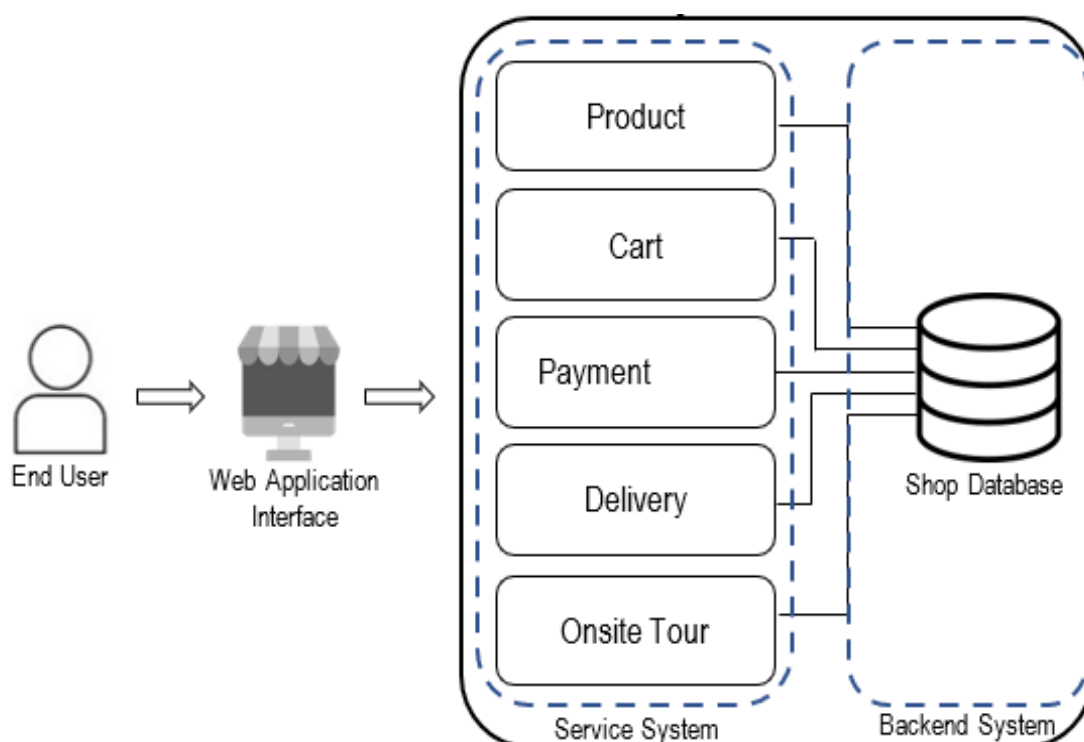 Product
Cart
Payment
Delivery
Onsite Tour
End User
Web Application
Interface
Shop Database
Service System
Backend System